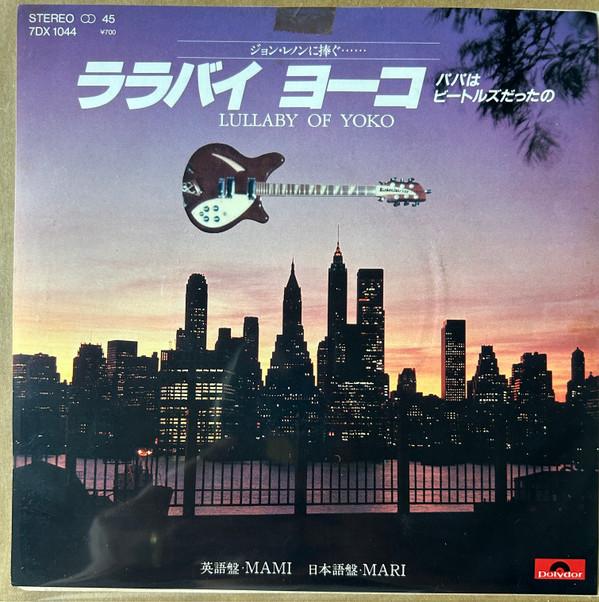 STEREO ꝏ 45
7DX 1044 ¥700
ジョン・レノンに捧ぐ……
ララバイ ヨーコ
パパは
ビートルズだったの
LULLABY OF YOKO
英語盤・MAMI 日本語盤・MARI
Polydor